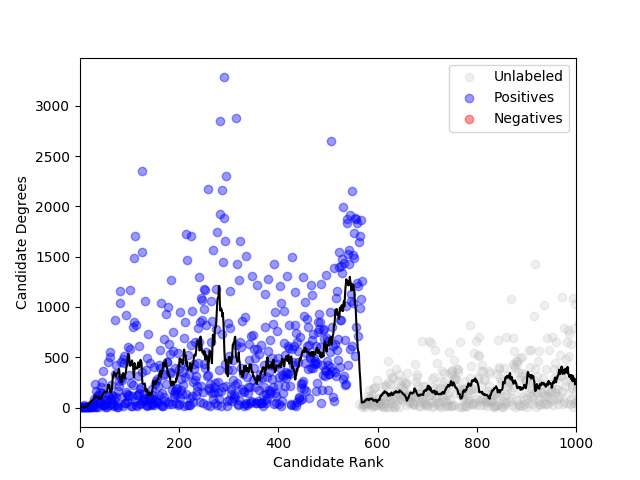 Unlabeled
Positives
Negatives
3000
2500
2000
1500
1000
500
0
Candidate Degrees
0 200 400 600 800 1000
Candidate Rank